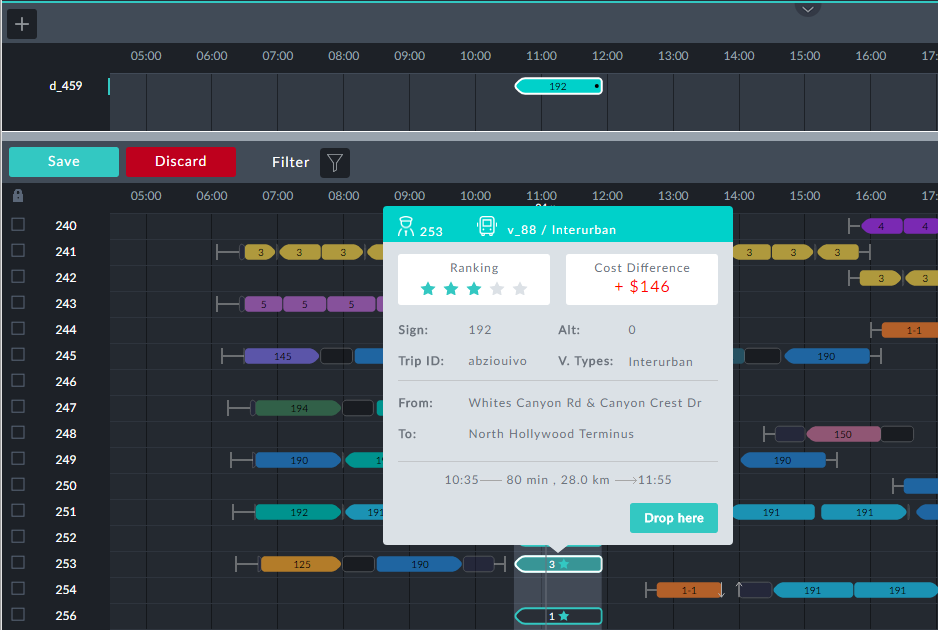 05:00 06:00 07:00 08:00 09:00 10:00 11:00 12:00 13:00 14:00 15:00 16:00 17:
d_459 192
Save Discard Filter
05:00 06:00 07:00 08:00 09:00 10:00 11:00 12:00 13:00 14:00 15:00 16:00 17:
240 4 4
241 3 3 3 3 3 3
242 3 3
243 5 5 5
244 1-1
245 145 190
246
247 194
248 150
249 190 190
250
251 192 191 191 191
252
253 125 190 3
254 1-1 191 191
256 1
253 v_88 / Interurban
Ranking
Cost Difference
+ $146
Sign: 192 Alt: 0
Trip ID: abziouivo V. Types: Interurban
From: Whites Canyon Rd & Canyon Crest Dr
To: North Hollywood Terminus
10:35 80 min , 28.0 km 11:55
Drop here